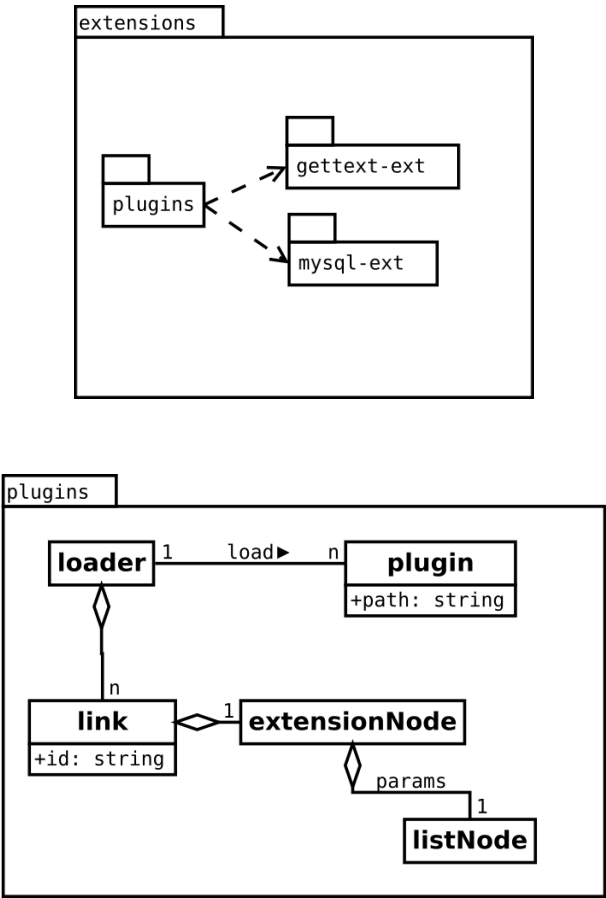 extensions
gettext-ext
plugins
mysql-ext
plugins
loader
1
load▶
n
plugin
+path: string
n
link
+id: string
1
extensionNode
params
1
listNode